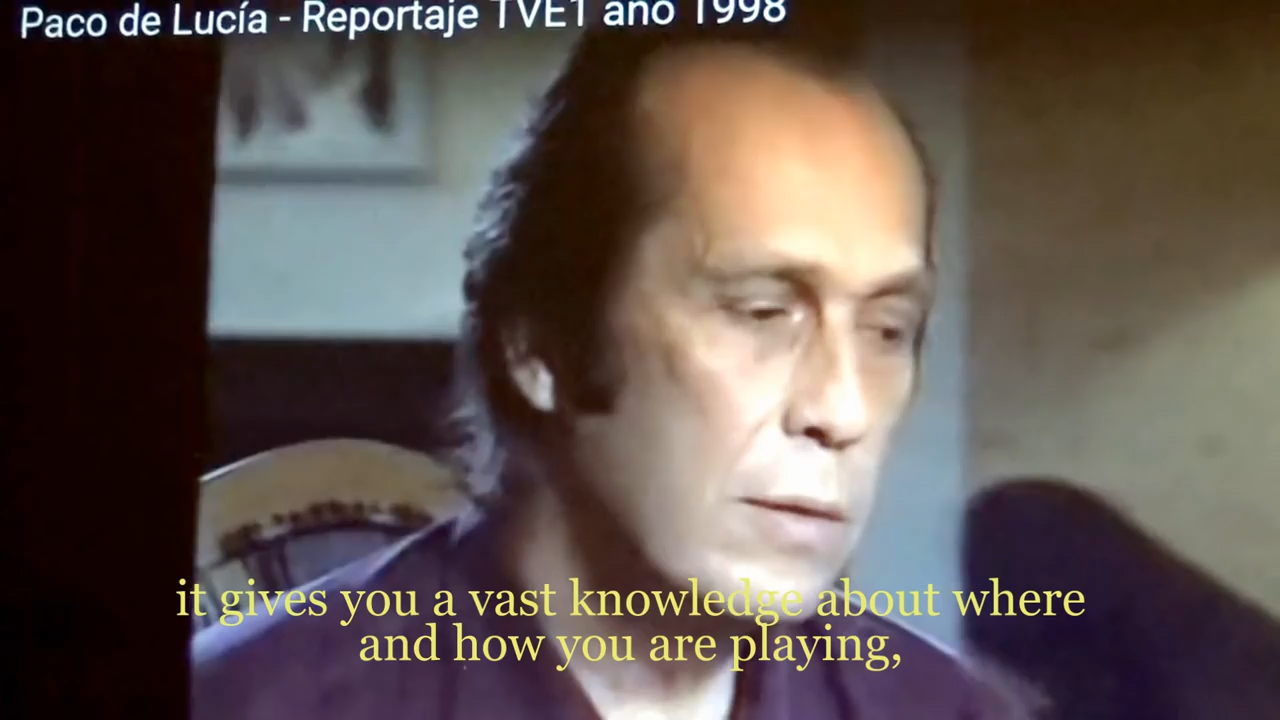 Paco de Lucía - Reportaje TVE1 año 1998
it gives you a vast knowledge about where
and how you are playing,